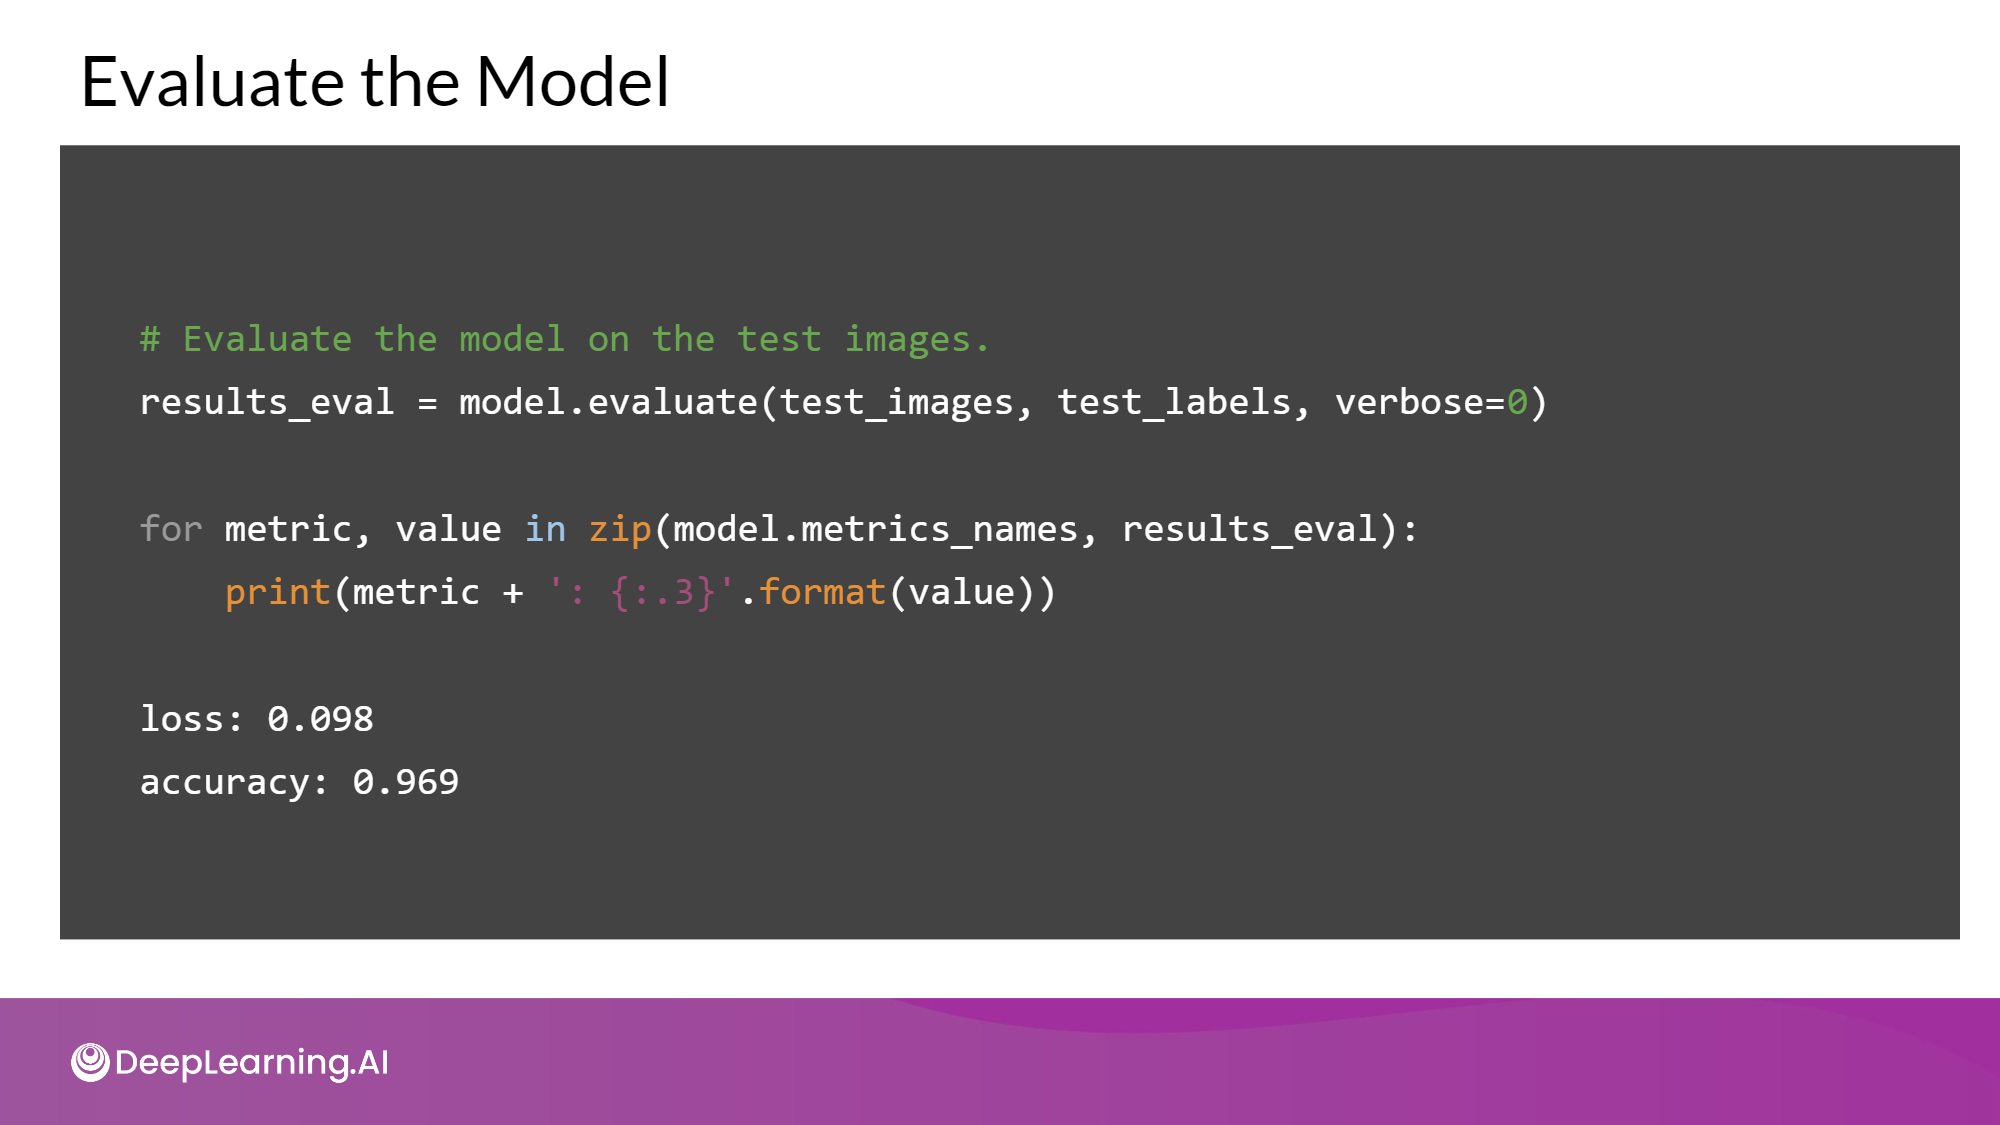 Evaluate the Model
# Evaluate the model on the test images.
results_eval = model.evaluate(test_images, test_labels, verbose=0)
for metric, value in zip(model.metrics_names, results_eval):
    print(metric + ': {:.3}'.format(value))
loss: 0.098
accuracy: 0.969
DeepLearning.AI